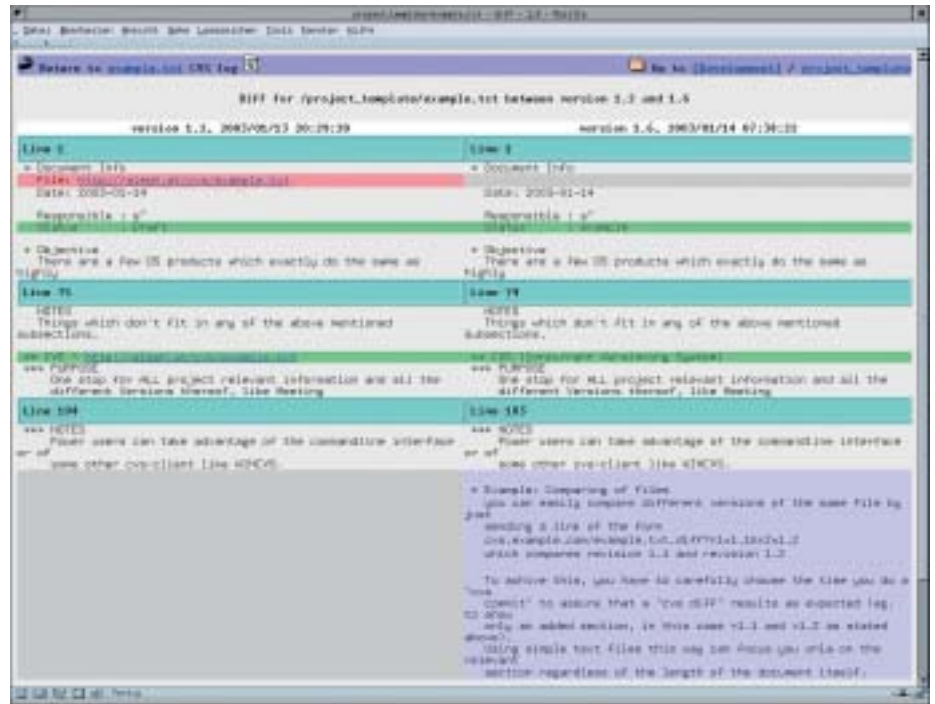 Return to example.txt CVS log
Go to [Development] / project_template
DIFF for /project_template/example.txt between version 1.3 and 1.6
version 1.3, 2003/01/13 20:29:39
version 1.6, 2003/01/14 07:38:32
Line 1
Line 1
+ Document Info
+ Document Info
File:
Date: 2003-01-14
Date: 2003-01-14
Responsible :
Responsible :
Status : Draft
Status : example
+ Objective
+ Objective
There are a few OS products which exactly do the same as
highly
There are a few OS products which exactly do the same as
highly
Line 75
Line 74
NOTES
NOTES
Things which don't fit in any of the above mentioned
subsections.
Things which don't fit in any of the above mentioned
subsections.
*** PURPOSE
One stop for ALL project relevant information and all the
different Versions thereof, like Meeting
*** PURPOSE
One stop for ALL project relevant information and all the
different Versions thereof, like Meeting
Line 104
Line 103
*** NOTES
Power users can take advantage of the commandline interface
or of
some other cvs-client like WINCVS.
*** NOTES
Power users can take advantage of the commandline interface
or of
some other cvs-client like WINCVS.
+ Example: Comparing of files
you can easily compare different versions of the same file by
just
sending a link of the form
which compares revision 1.1 and revision 1.2
To achive this, you have to carefully choose the time you do a
"cvs
commit" to assure that a "cvs diff" results as expected
to show
only an added section, in this case v1.1 and v1.2 as stated
above).
Using simple text files this way can focus you only on the
relevant
section regardless of the length of the document itself.